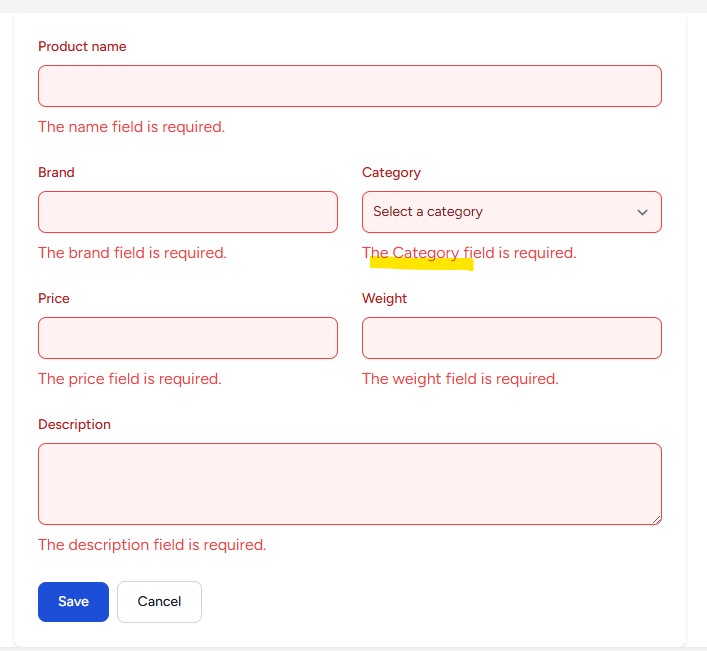 Product name
The name field is required.
Brand
Category
Select a category
The brand field is required.
The Category field is required.
Price
Weight
The price field is required.
The weight field is required.
Description
The description field is required.
Save
Cancel